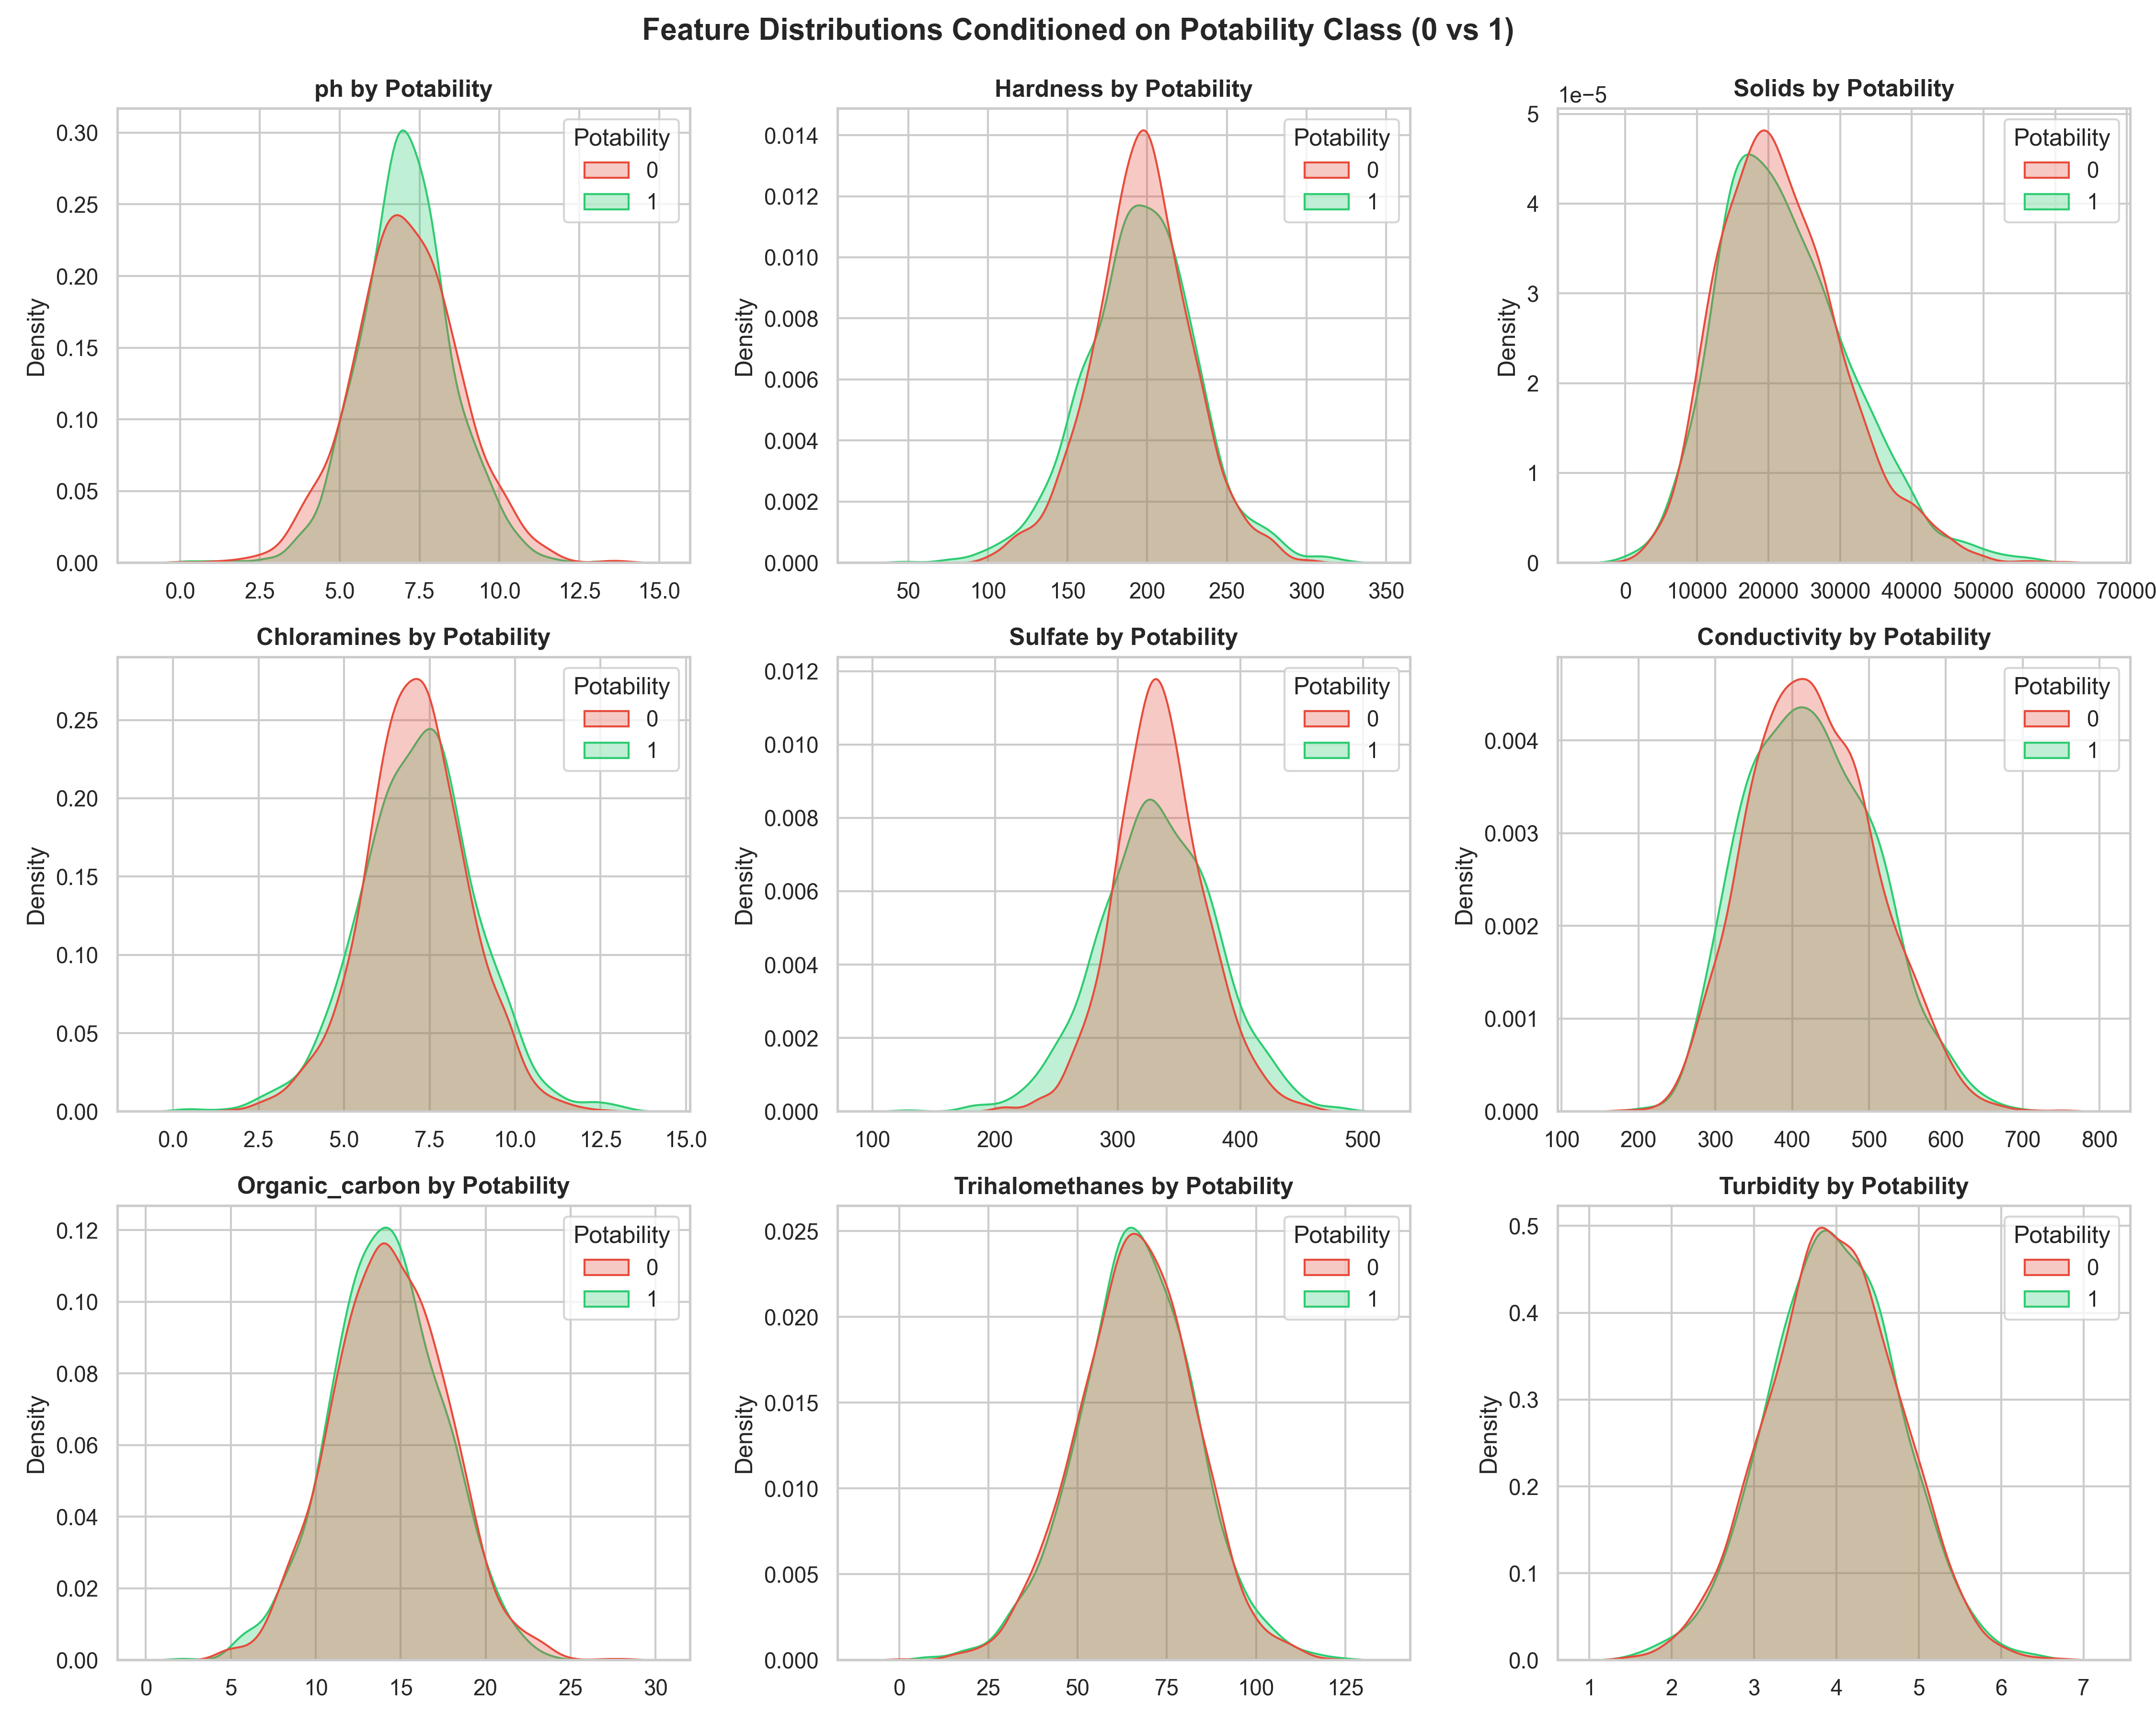 Feature Distributions Conditioned on Potability Class (0 vs 1)
ph by Potability
Density
0.30
0.25
0.20
0.15
0.10
0.05
0.00
0.0 2.5 5.0 7.5 10.0 12.5 15.0
Potability
0
1
Hardness by Potability
Density
0.014
0.012
0.010
0.008
0.006
0.004
0.002
0.000
50 100 150 200 250 300 350
Potability
0
1
Solids by Potability
1e−5
Density
5
4
3
2
1
0
0 10000 20000 30000 40000 50000 60000 70000
Potability
0
1
Chloramines by Potability
Density
0.25
0.20
0.15
0.10
0.05
0.00
0.0 2.5 5.0 7.5 10.0 12.5 15.0
Potability
0
1
Sulfate by Potability
Density
0.012
0.010
0.008
0.006
0.004
0.002
0.000
100 200 300 400 500
Potability
0
1
Conductivity by Potability
Density
0.004
0.003
0.002
0.001
0.000
100 200 300 400 500 600 700 800
Potability
0
1
Organic_carbon by Potability
Density
0.12
0.10
0.08
0.06
0.04
0.02
0.00
0 5 10 15 20 25 30
Potability
0
1
Trihalomethanes by Potability
Density
0.025
0.020
0.015
0.010
0.005
0.000
0 25 50 75 100 125
Potability
0
1
Turbidity by Potability
Density
0.5
0.4
0.3
0.2
0.1
0.0
1 2 3 4 5 6 7
Potability
0
1